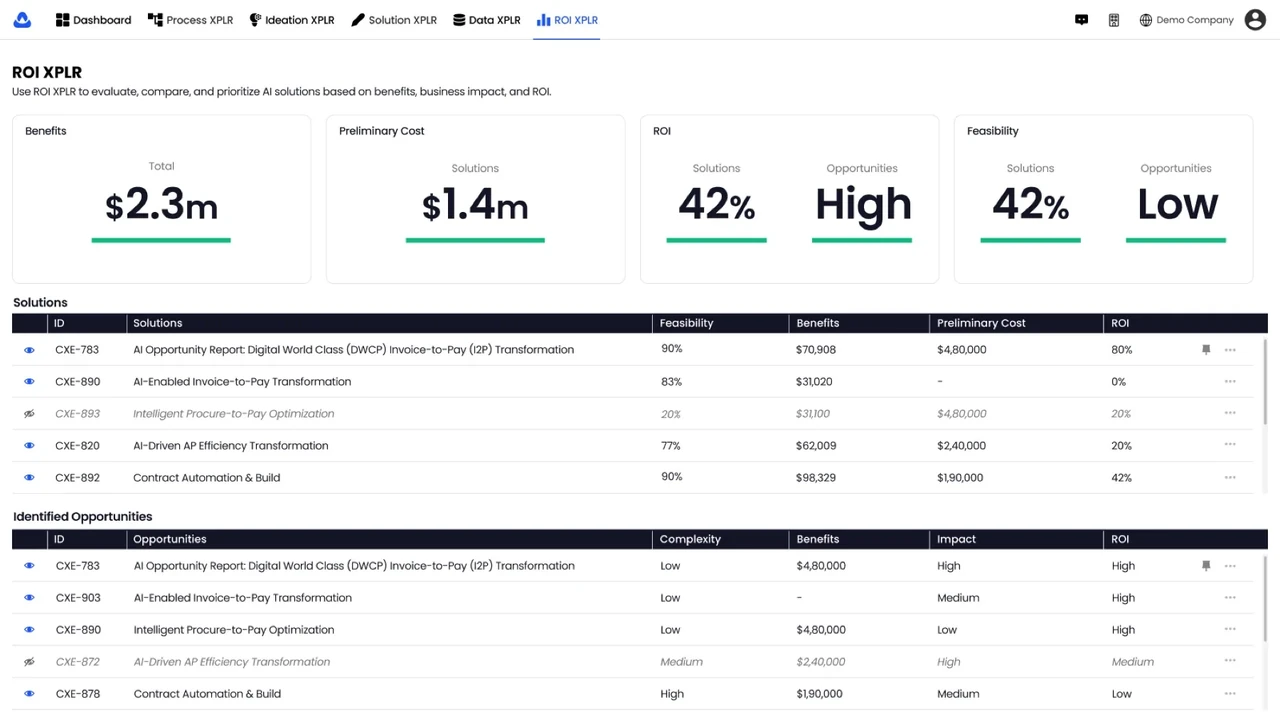 Dashboard Process XPLR Ideation XPLR Solution XPLR Data XPLR ROI XPLR Demo Company
ROI XPLR
Use ROI XPLR to evaluate, compare, and prioritize AI solutions based on benefits, business impact, and ROI.
Benefits Preliminary Cost ROI Feasibility
Total Solutions Solutions Opportunities Solutions Opportunities
$2.3m $1.4m 42% High 42% Low
Solutions
ID Solutions Feasibility Benefits Preliminary Cost ROI
CXE-783 AI Opportunity Report: Digital World Class (DWCP) Invoice-to-Pay (I2P) Transformation 90% $70,908 $4,80,000 80%
CXE-890 AI-Enabled Invoice-to-Pay Transformation 83% $31,020 - 0%
CXE-893 Intelligent Procure-to-Pay Optimization 20% $31,100 $4,80,000 20%
CXE-820 AI-Driven AP Efficiency Transformation 77% $62,009 $2,40,000 20%
CXE-892 Contract Automation & Build 90% $98,329 $1,90,000 42%
Identified Opportunities
ID Opportunities Complexity Benefits Impact ROI
CXE-783 AI Opportunity Report: Digital World Class (DWCP) Invoice-to-Pay (I2P) Transformation Low $4,80,000 High High
CXE-903 AI-Enabled Invoice-to-Pay Transformation Low - Medium High
CXE-890 Intelligent Procure-to-Pay Optimization Low $4,80,000 Low High
CXE-872 AI-Driven AP Efficiency Transformation Medium $2,40,000 High Medium
CXE-878 Contract Automation & Build High $1,90,000 Medium Low